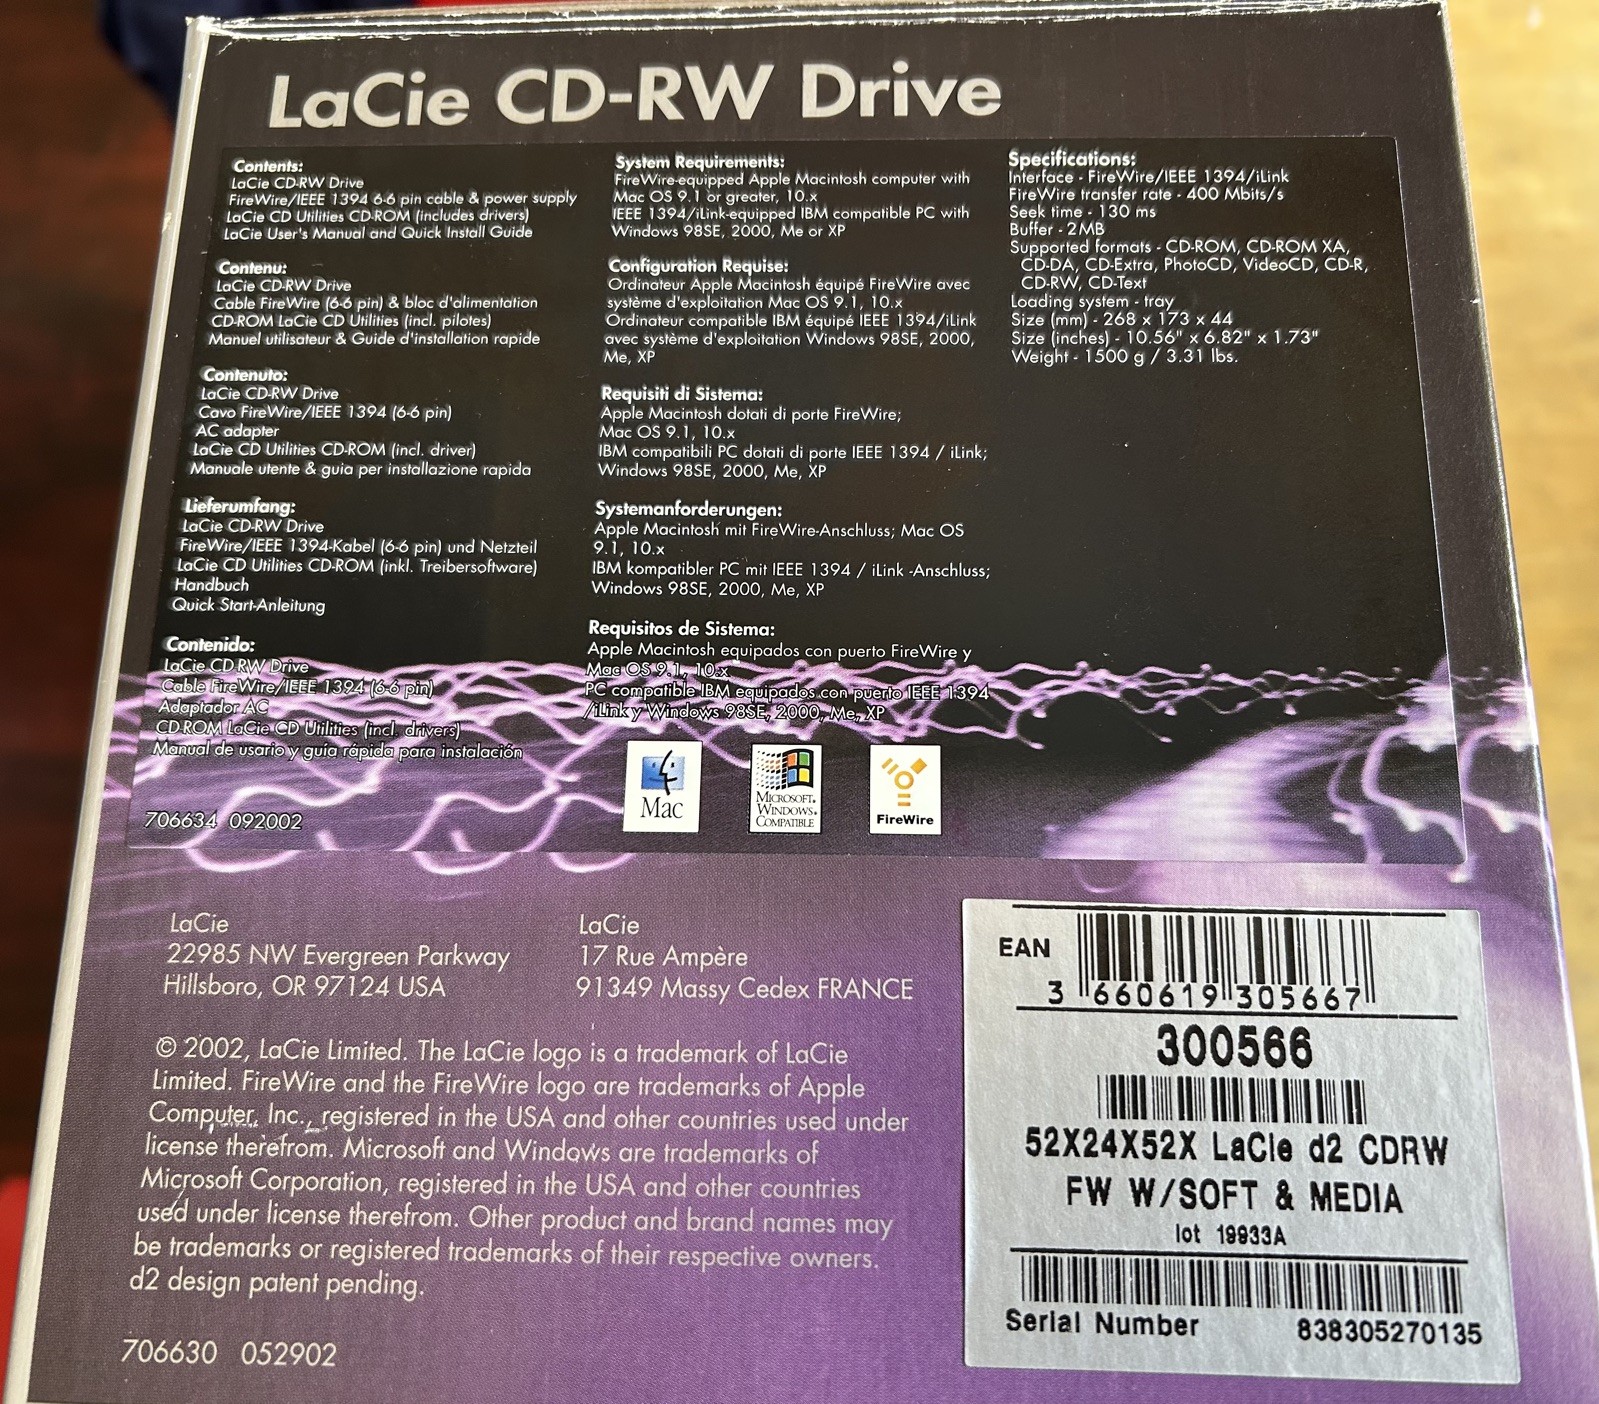 LaCie CD-RW Drive
Contents:
LaCie CD-RW Drive
FireWire/IEEE 1394 6-6 pin cable & power supply
LaCie CD Utilities CD-ROM (includes drivers)
LaCie User's Manual and Quick Install Guide
Contenu:
LaCie CD-RW Drive
Cable FireWire (6-6 pin) & bloc d'alimentation
CD-ROM LaCie CD Utilities (incl. pilotes)
Manuel utilisateur & Guide d'installation rapide
Contenuto:
LaCie CD-RW Drive
Cavo FireWire/IEEE 1394 (6-6 pin)
AC adapter
LaCie CD Utilities CD-ROM (incl. driver)
Manuale utente & guia per installazione rapida
Lieferumfang:
LaCie CD-RW Drive
FireWire/IEEE 1394-Kabel (6-6 pin) und Netzteil
LaCie CD Utilities CD-ROM (inkl. Treibersoftware)
Handbuch
Quick Start-Anleitung
Contenido:
LaCie CD-RW Drive
Cable FireWire/IEEE 1394 (6-6 pin)
Adaptador AC
CD-ROM LaCie CD Utilities (incl. drivers)
Manual de usario y guía rápida para instalación
706634 092002
System Requirements:
FireWire-equipped Apple Macintosh computer with
Mac OS 9.1 or greater, 10.x
IEEE 1394/iLink-equipped IBM compatible PC with
Windows 98SE, 2000, Me or XP
Configuration Requise:
Ordinateur Apple Macintosh équipé FireWire avec
système d'exploitation Mac OS 9.1, 10.x
Ordinateur compatible IBM équipé IEEE 1394/iLink
avec système d'exploitation Windows 98SE, 2000,
Me, XP
Requisiti di Sistema:
Apple Macintosh dotati di porte FireWire;
Mac OS 9.1, 10.x
IBM compatibili PC dotati di porte IEEE 1394 / iLink;
Windows 98SE, 2000, Me, XP
Systemanforderungen:
Apple Macintosh mit FireWire-Anschluss; Mac OS
9.1, 10.x
IBM kompatibler PC mit IEEE 1394 / iLink -Anschluss;
Windows 98SE, 2000, Me, XP
Requisitos de Sistema:
Apple Macintosh equipados con puerto FireWire y
Mac OS 9.1, 10.x
PC compatible IBM equipados con puerto IEEE 1394
/iLink y Windows 98SE, 2000, Me, XP
Specifications:
Interface - FireWire/IEEE 1394/iLink
FireWire transfer rate - 400 Mbits/s
Seek time - 130 ms
Buffer - 2MB
Supported formats - CD-ROM, CD-ROM XA,
CD-DA, CD-Extra, PhotoCD, VideoCD, CD-R,
CD-RW, CD-Text
Loading system - tray
Size (mm) - 268 x 173 x 44
Size (inches) - 10.56" x 6.82" x 1.73"
Weight - 1500 g / 3.31 lbs.
Mac
MICROSOFT®
WINDOWS®
COMPATIBLE
FireWire
LaCie
22985 NW Evergreen Parkway
Hillsboro, OR 97124 USA
LaCie
17 Rue Ampère
91349 Massy Cedex FRANCE
© 2002, LaCie Limited. The LaCie logo is a trademark of LaCie
Limited. FireWire and the FireWire logo are trademarks of Apple
Computer, Inc., registered in the USA and other countries used under
license therefrom. Microsoft and Windows are trademarks of
Microsoft Corporation, registered in the USA and other countries
used under license therefrom. Other product and brand names may
be trademarks or registered trademarks of their respective owners.
d2 design patent pending.
706630 052902
EAN
3 660619 305667
300566
52X24X52X LaCie d2 CDRW
FW W/SOFT & MEDIA
lot 19933A
Serial Number 838305270135